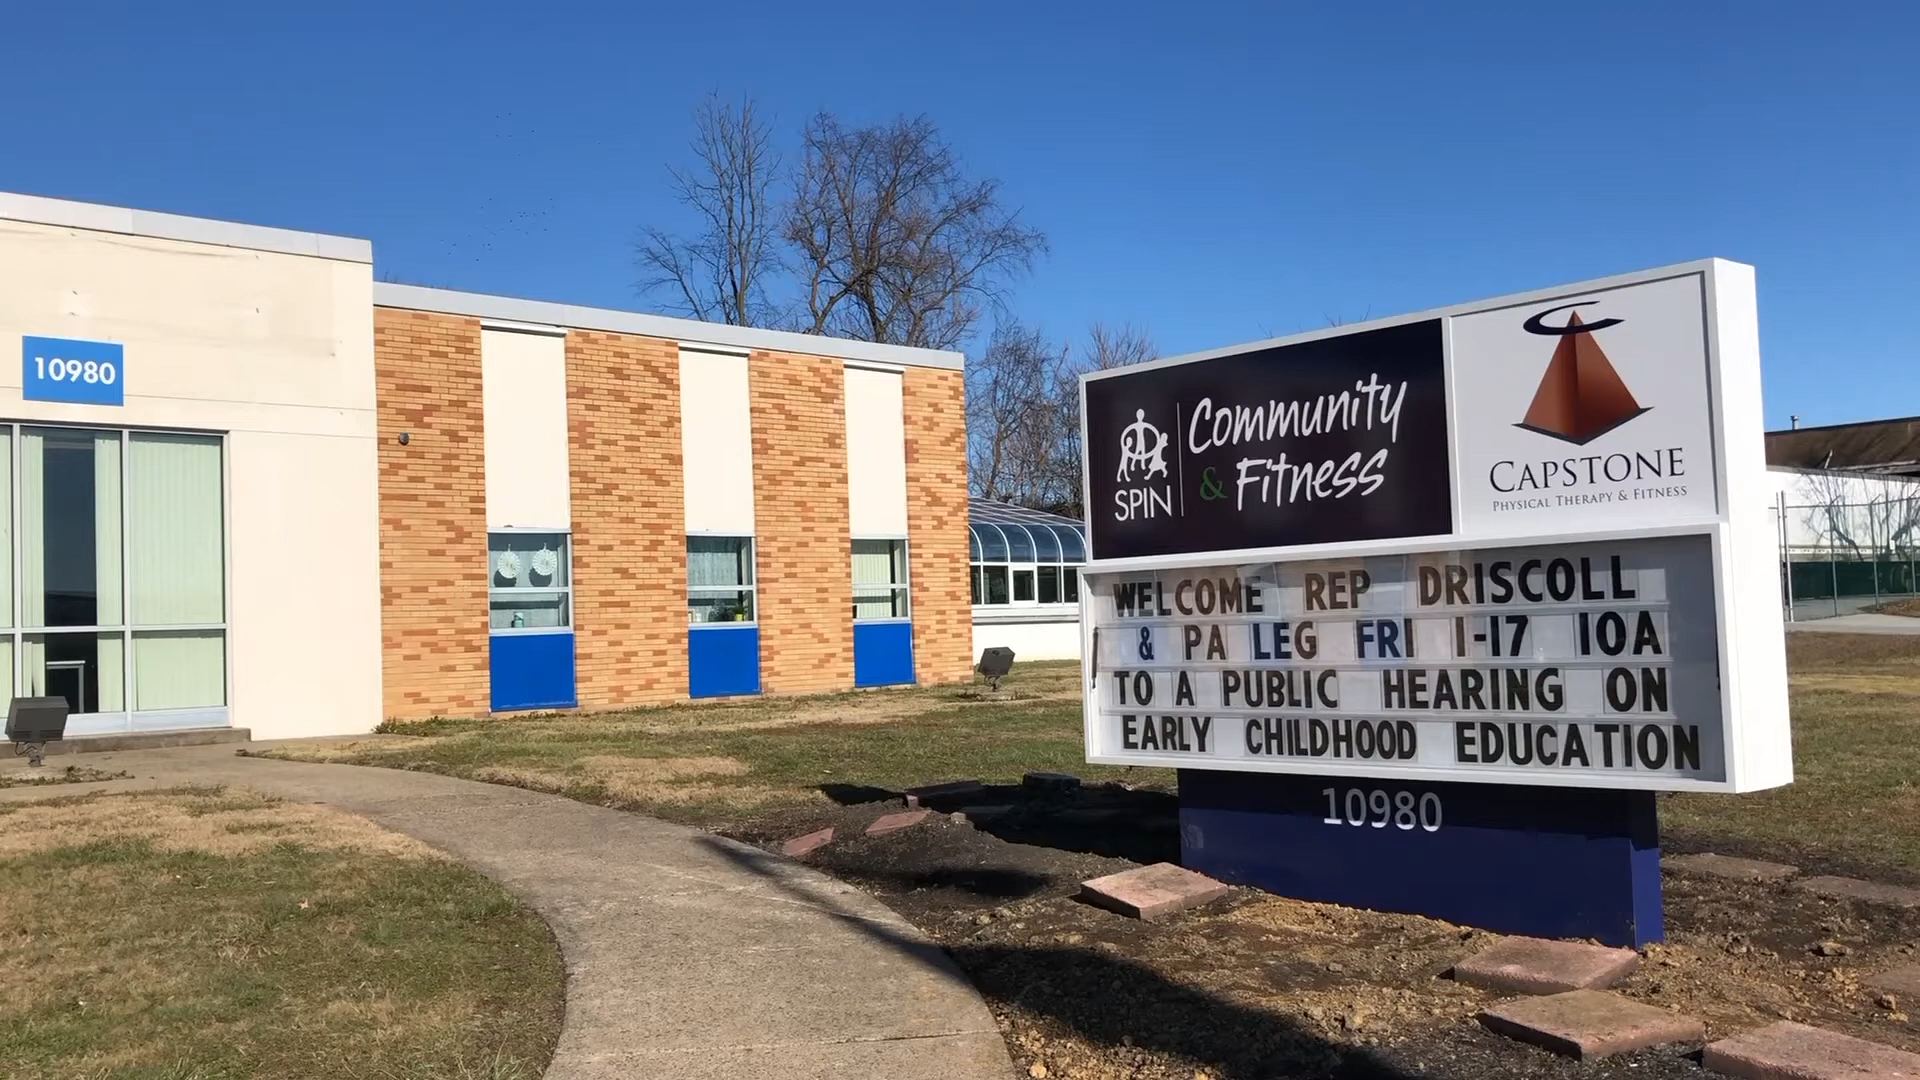 10980
SPIN
Community
& Fitness
CAPSTONE
PHYSICAL THERAPY & FITNESS
WELCOME REP DRISCOLL
& PA LEG FRI 1-17 10A
TO A PUBLIC HEARING ON
EARLY CHILDHOOD EDUCATION
10980